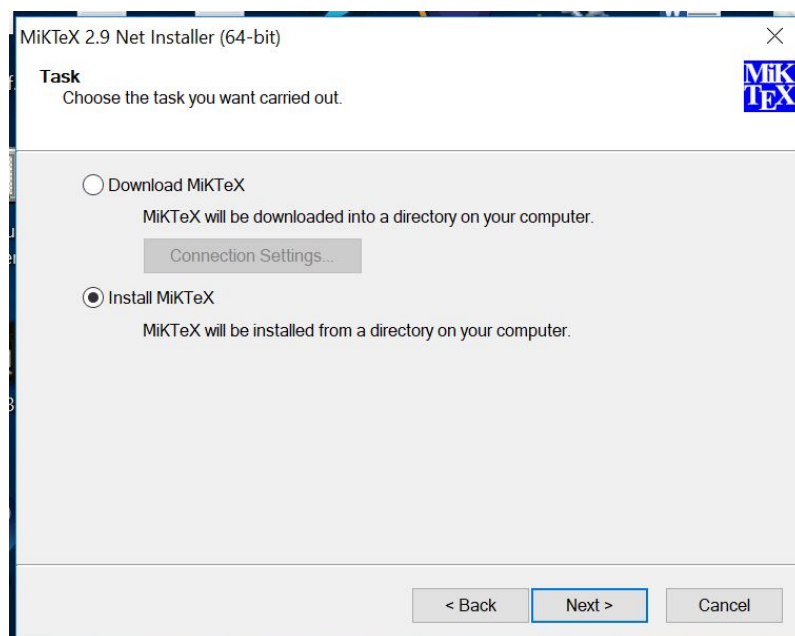 MiKTeX 2.9 Net Installer (64-bit)
Task
Choose the task you want carried out.
MiK
TEX
Download MiKTeX
MiKTeX will be downloaded into a directory on your computer.
Connection Settings...
Install MiKTeX
MiKTeX will be installed from a directory on your computer.
< Back
Next >
Cancel